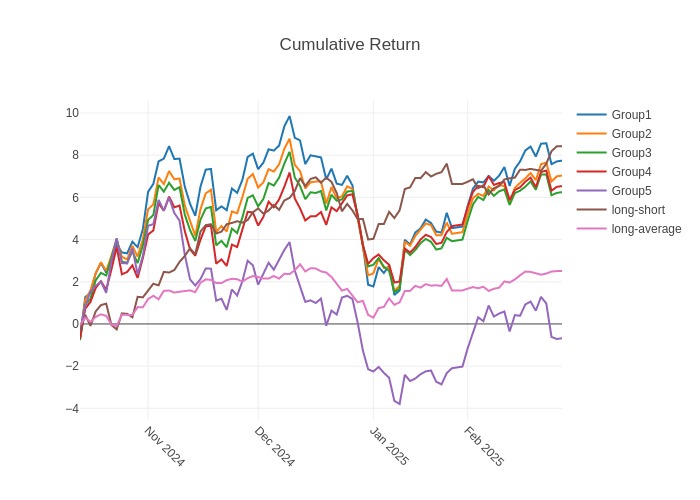 Cumulative Return
10
8
6
4
2
0
−2
−4
Nov 2024
Dec 2024
Jan 2025
Feb 2025
Group1
Group2
Group3
Group4
Group5
long-short
long-average